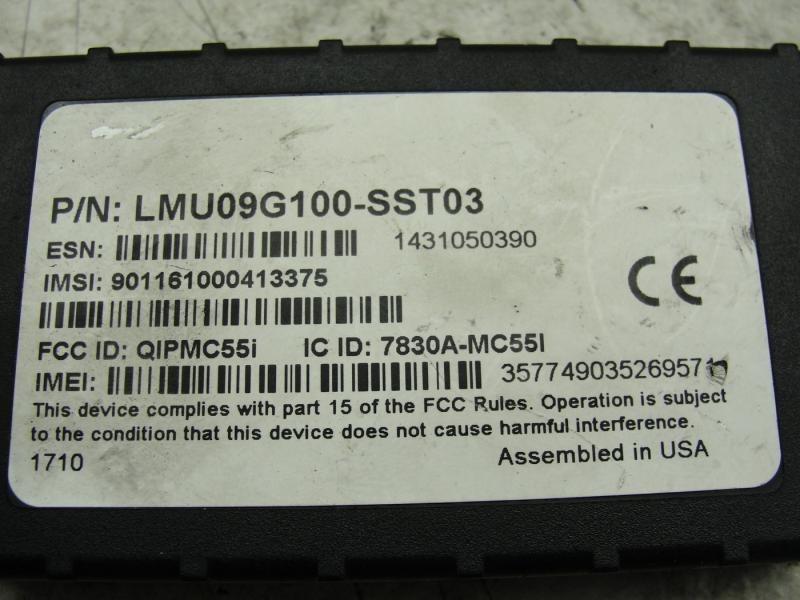 P/N: LMU09G100-SST03
ESN: 1431050390
IMSI: 901161000413375
CE
FCC ID: QIPMC55i IC ID: 7830A-MC55I
IMEI:
This device complies with part 15 of the FCC Rules. Operation is subject
to the condition that this device does not cause harmful interference.
1710 Assembled in USA